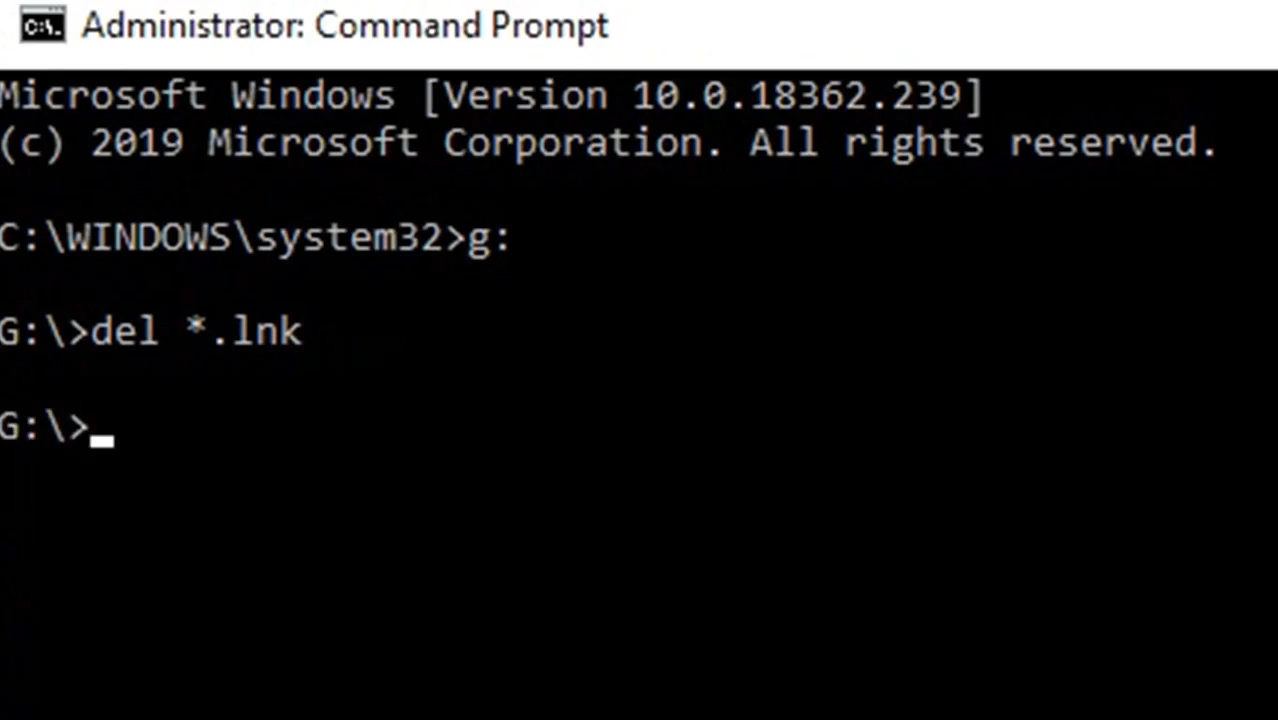 Administrator: Command Prompt
Microsoft Windows [Version 10.0.18362.239]
(c) 2019 Microsoft Corporation. All rights reserved.
C:\WINDOWS\system32>g:
G:\>del *.lnk
G:\>